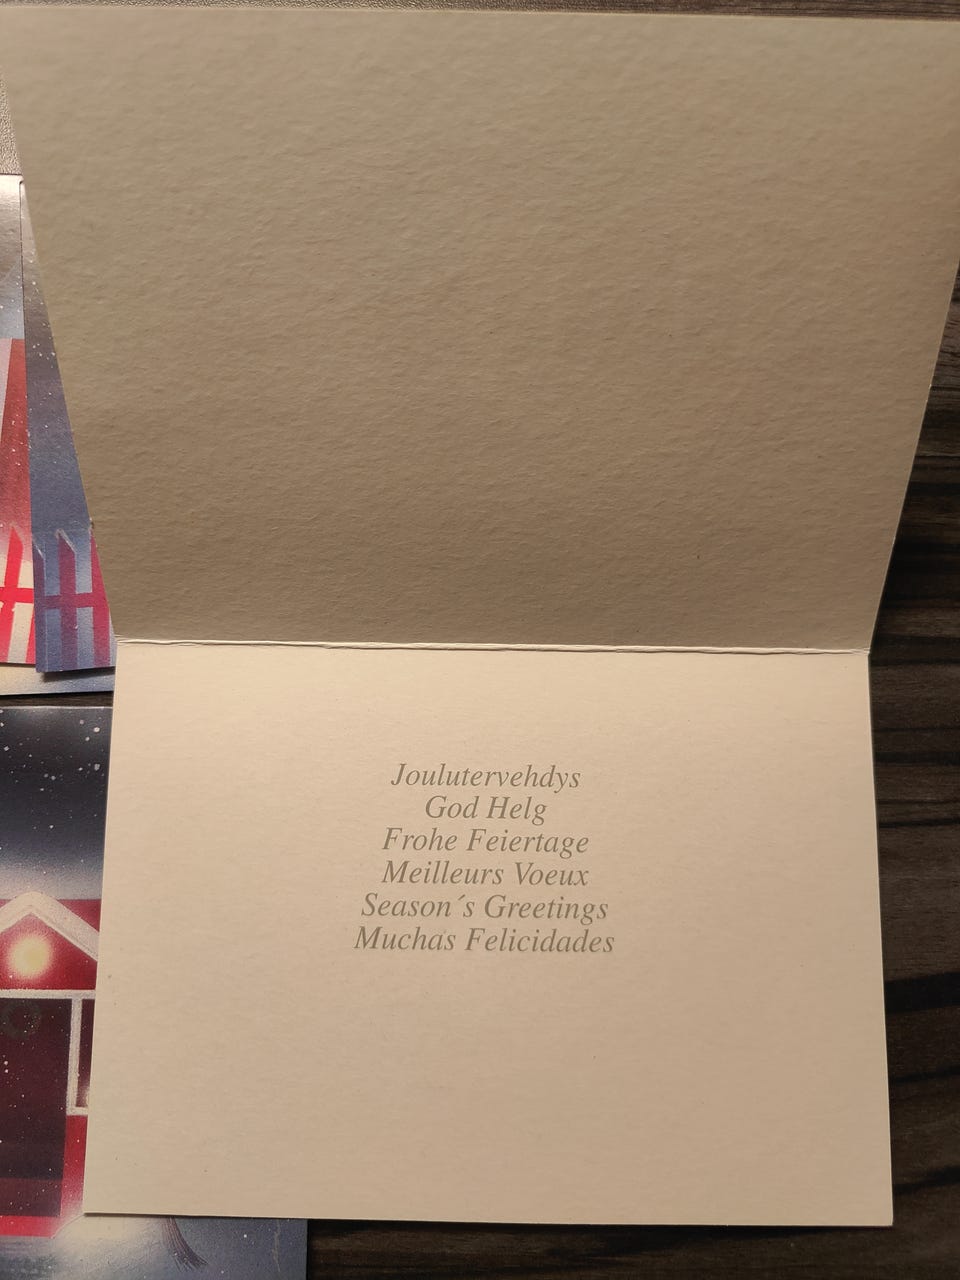 Joulutervehdys
God Helg
Frohe Feiertage
Meilleurs Voeux
Season´s Greetings
Muchas Felicidades